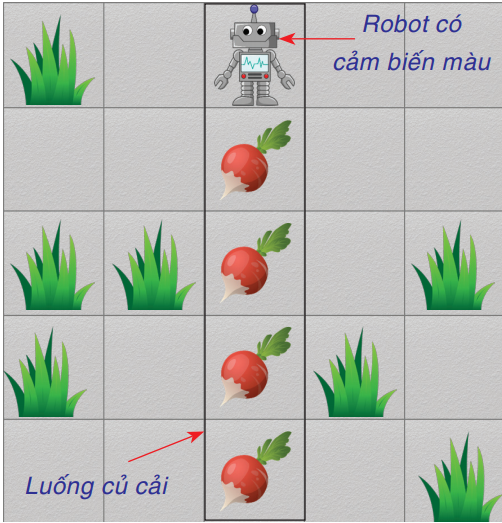 Robot có
cảm biến màu
Luống củ cải